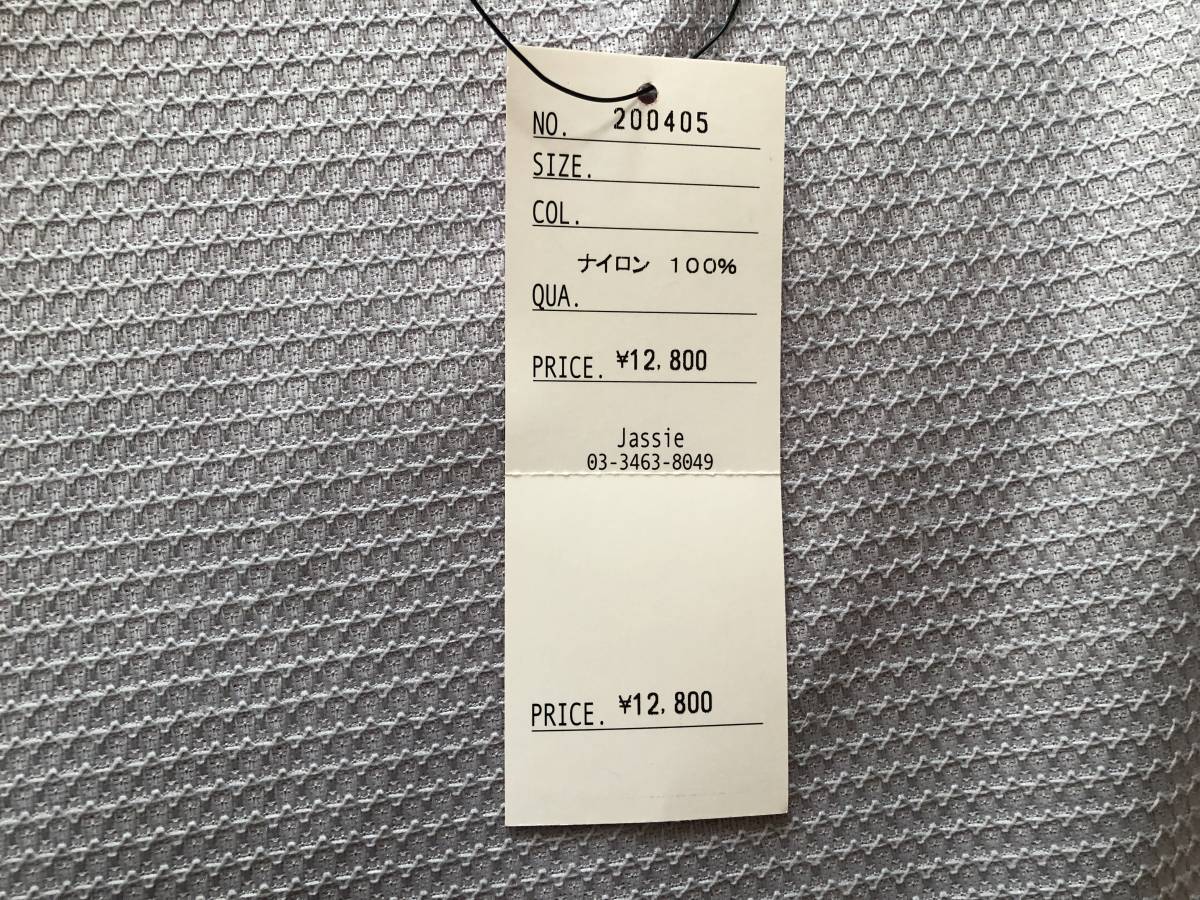 NO. 200405
SIZE.
COL.
ナイロン 100%
QUA.
PRICE. ¥12,800
Jassie
03-3463-8049
PRICE. ¥12,800